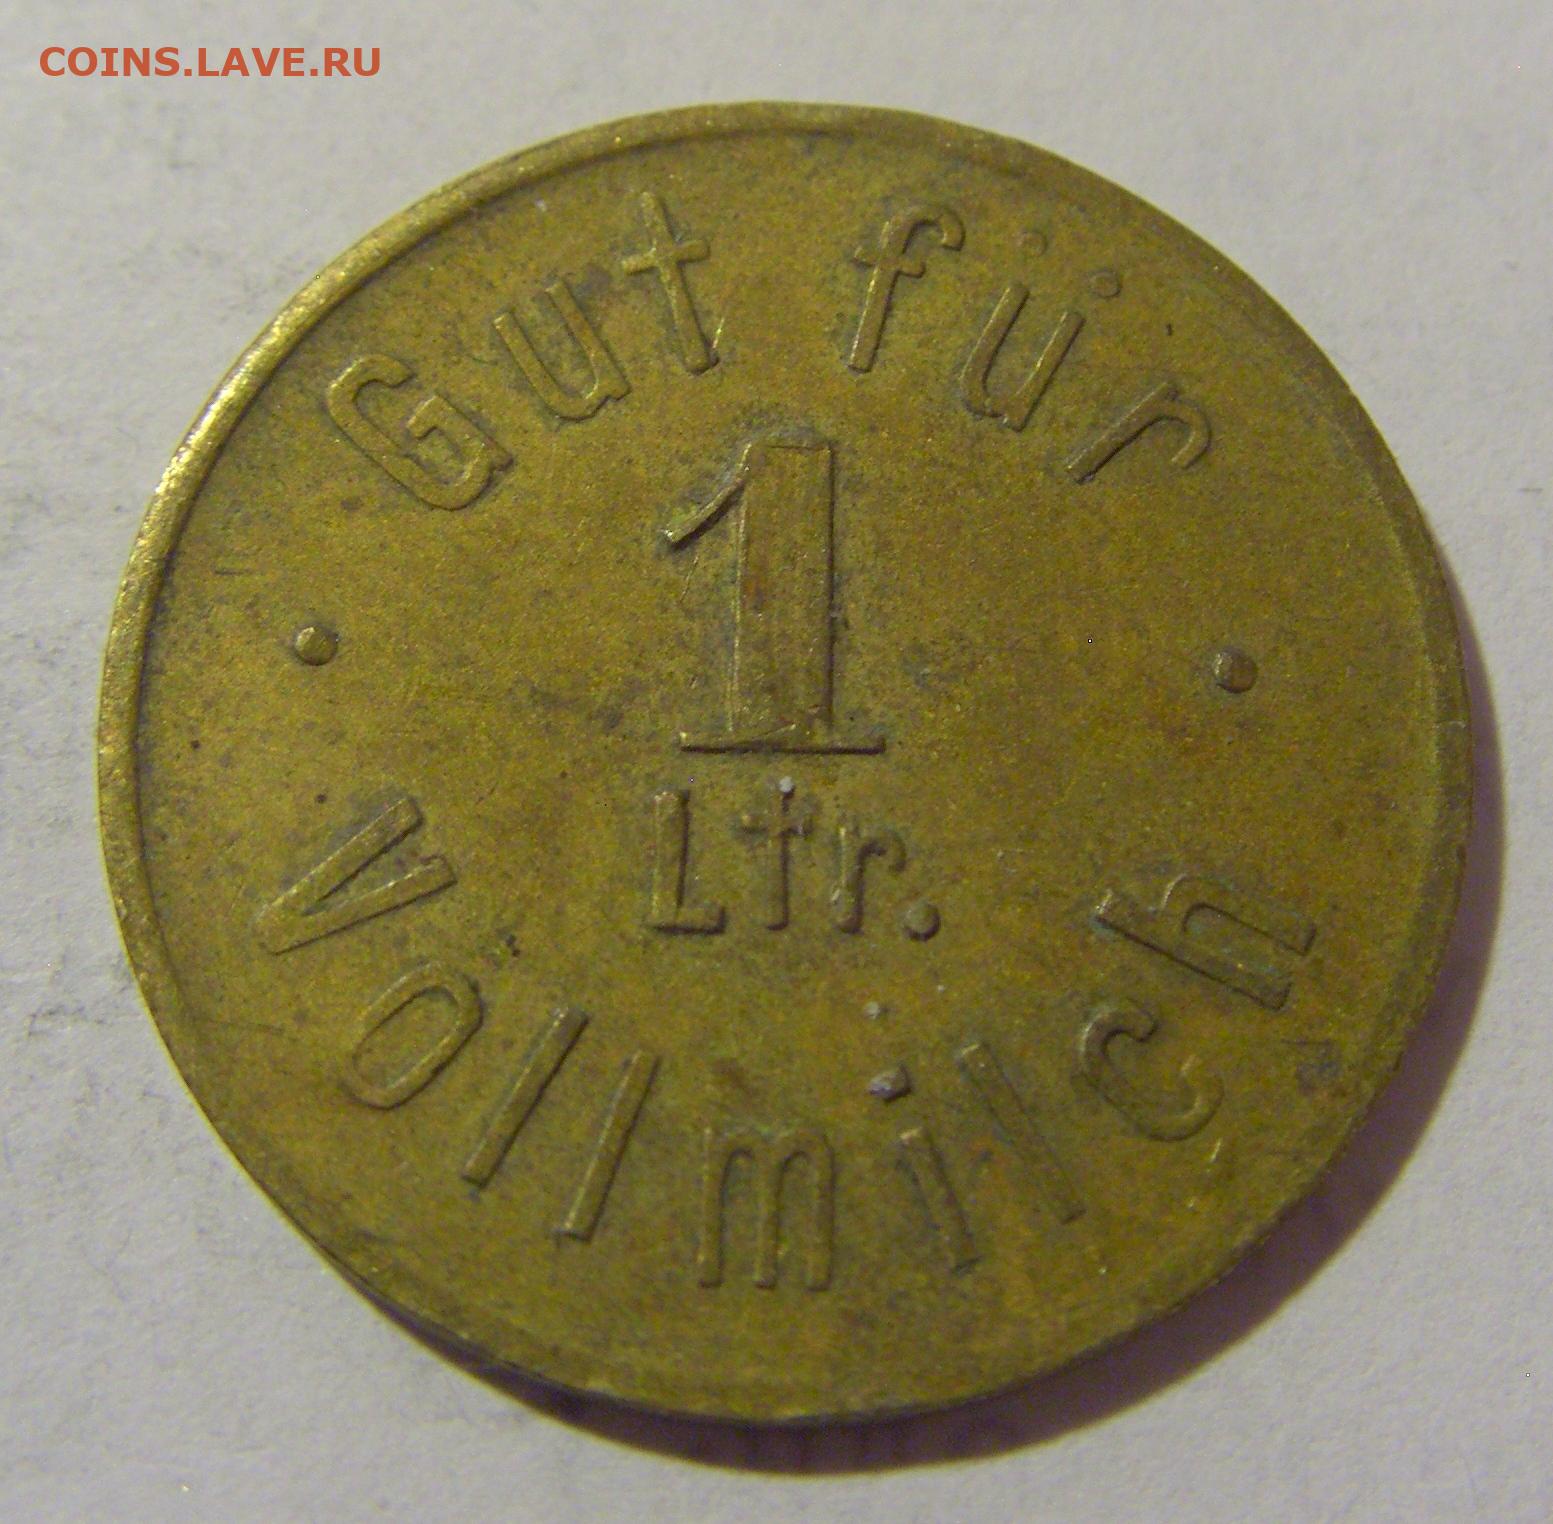 COINS.LAVE.RU
Gut für
1
Ltr.
Vollmilch